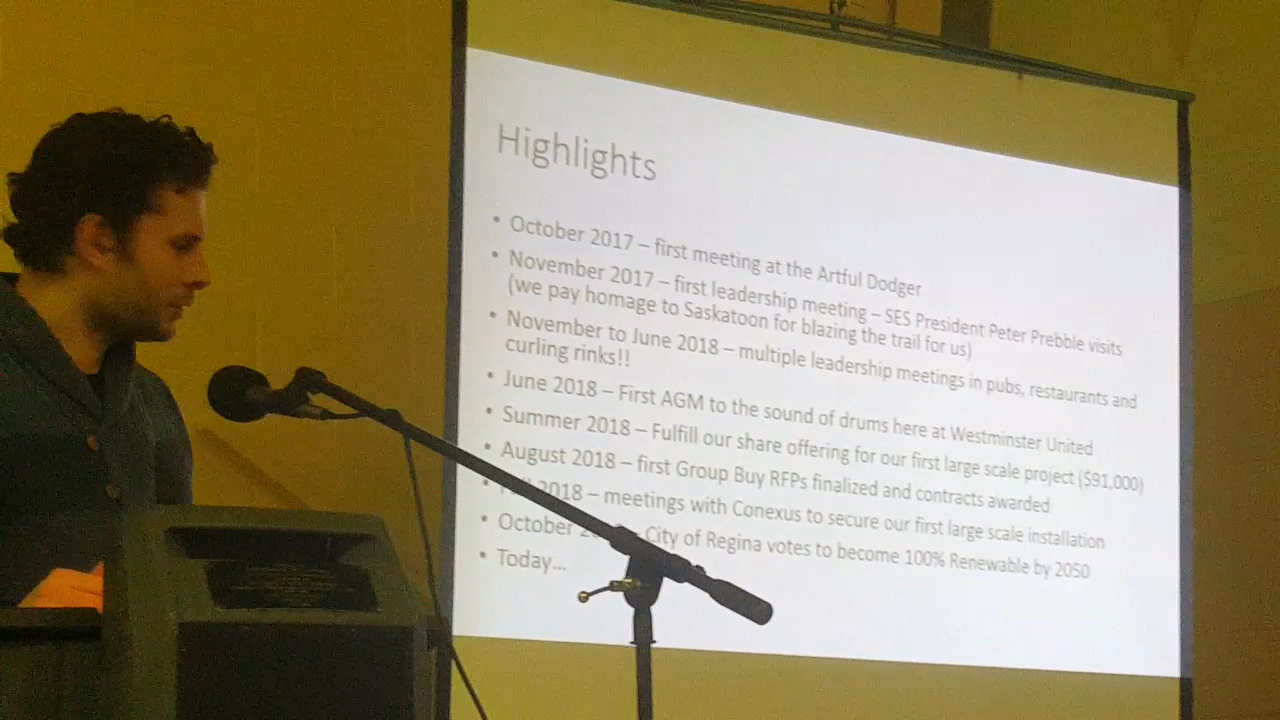 Highlights
• October 2017 – first meeting at the Artful Dodger
• November 2017 – first leadership meeting – SES President Peter Prebble visits
(we pay homage to Saskatoon for blazing the trail for us)
• November to June 2018 – multiple leadership meetings in pubs, restaurants and
curling rinks!!
• June 2018 – First AGM to the sound of drums here at Westminster United
• Summer 2018 – Fulfill our share offering for our first large scale project ($91,000)
• August 2018 – first Group Buy RFPs finalized and contracts awarded
• 2018 – meetings with Conexus to secure our first large scale installation
• October – City of Regina votes to become 100% Renewable by 2050
• Today...